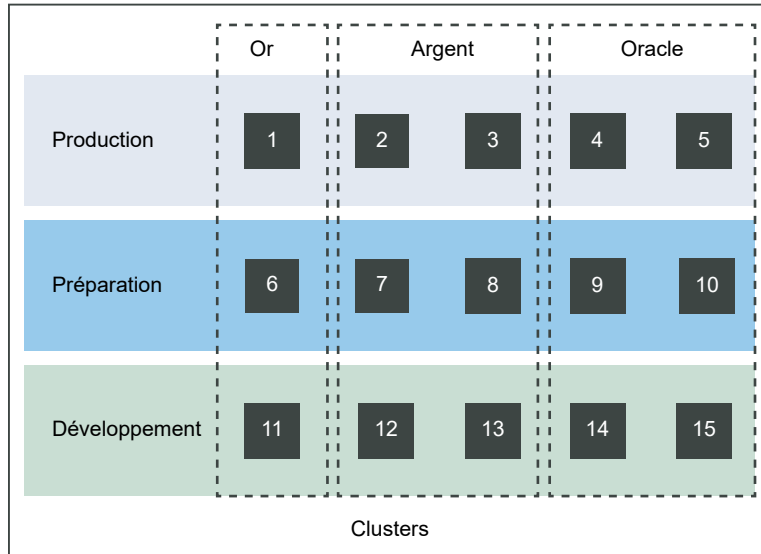 Or Argent Oracle
Production 1 2 3 4 5
Préparation 6 7 8 9 10
Développement 11 12 13 14 15
Clusters